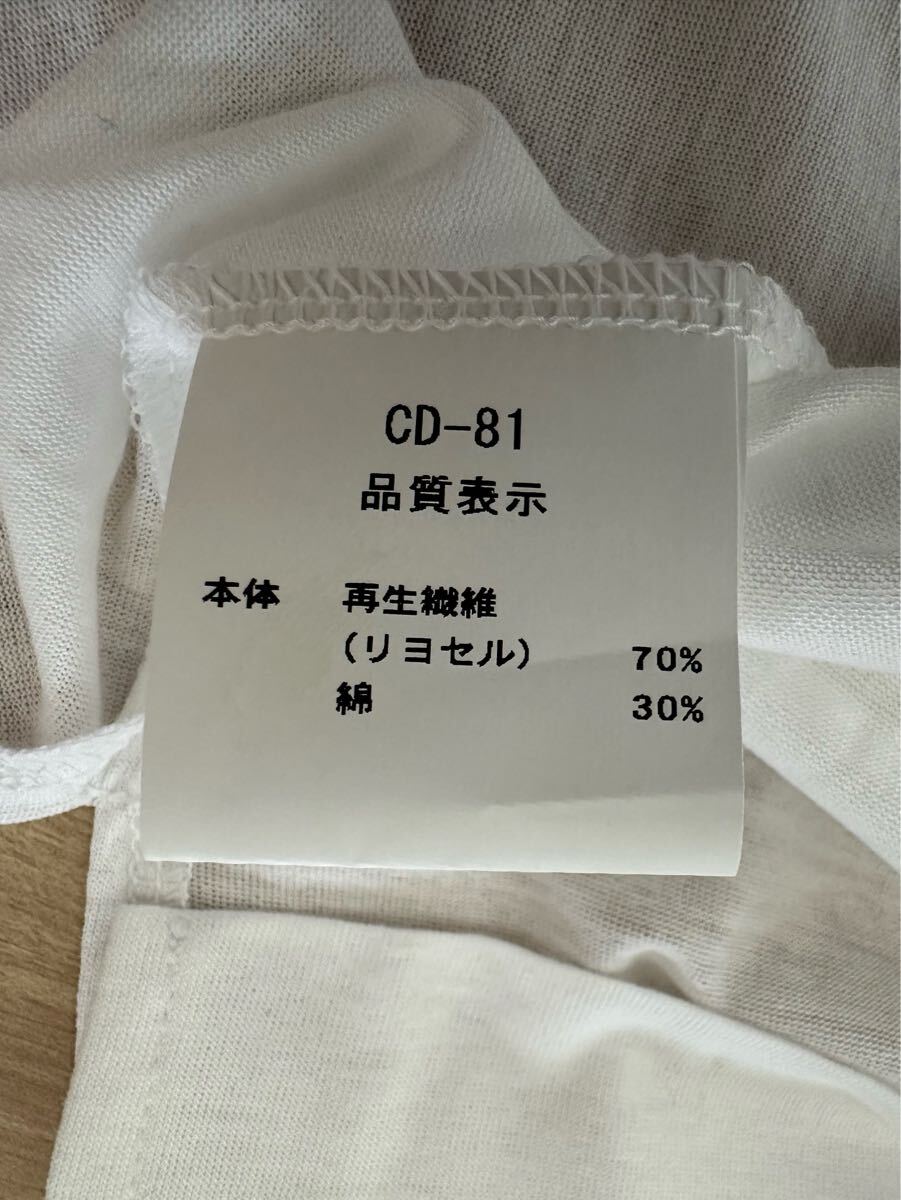 CD-81
品質表示
本体 再生繊維
(リヨセル) 70%
綿 30%